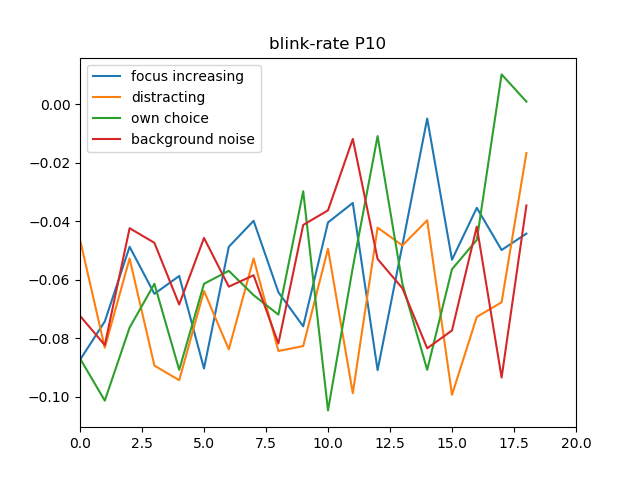 blink-rate P10
focus increasing
distracting
own choice
background noise
0.00
−0.02
−0.04
−0.06
−0.08
−0.10
0.0 2.5 5.0 7.5 10.0 12.5 15.0 17.5 20.0